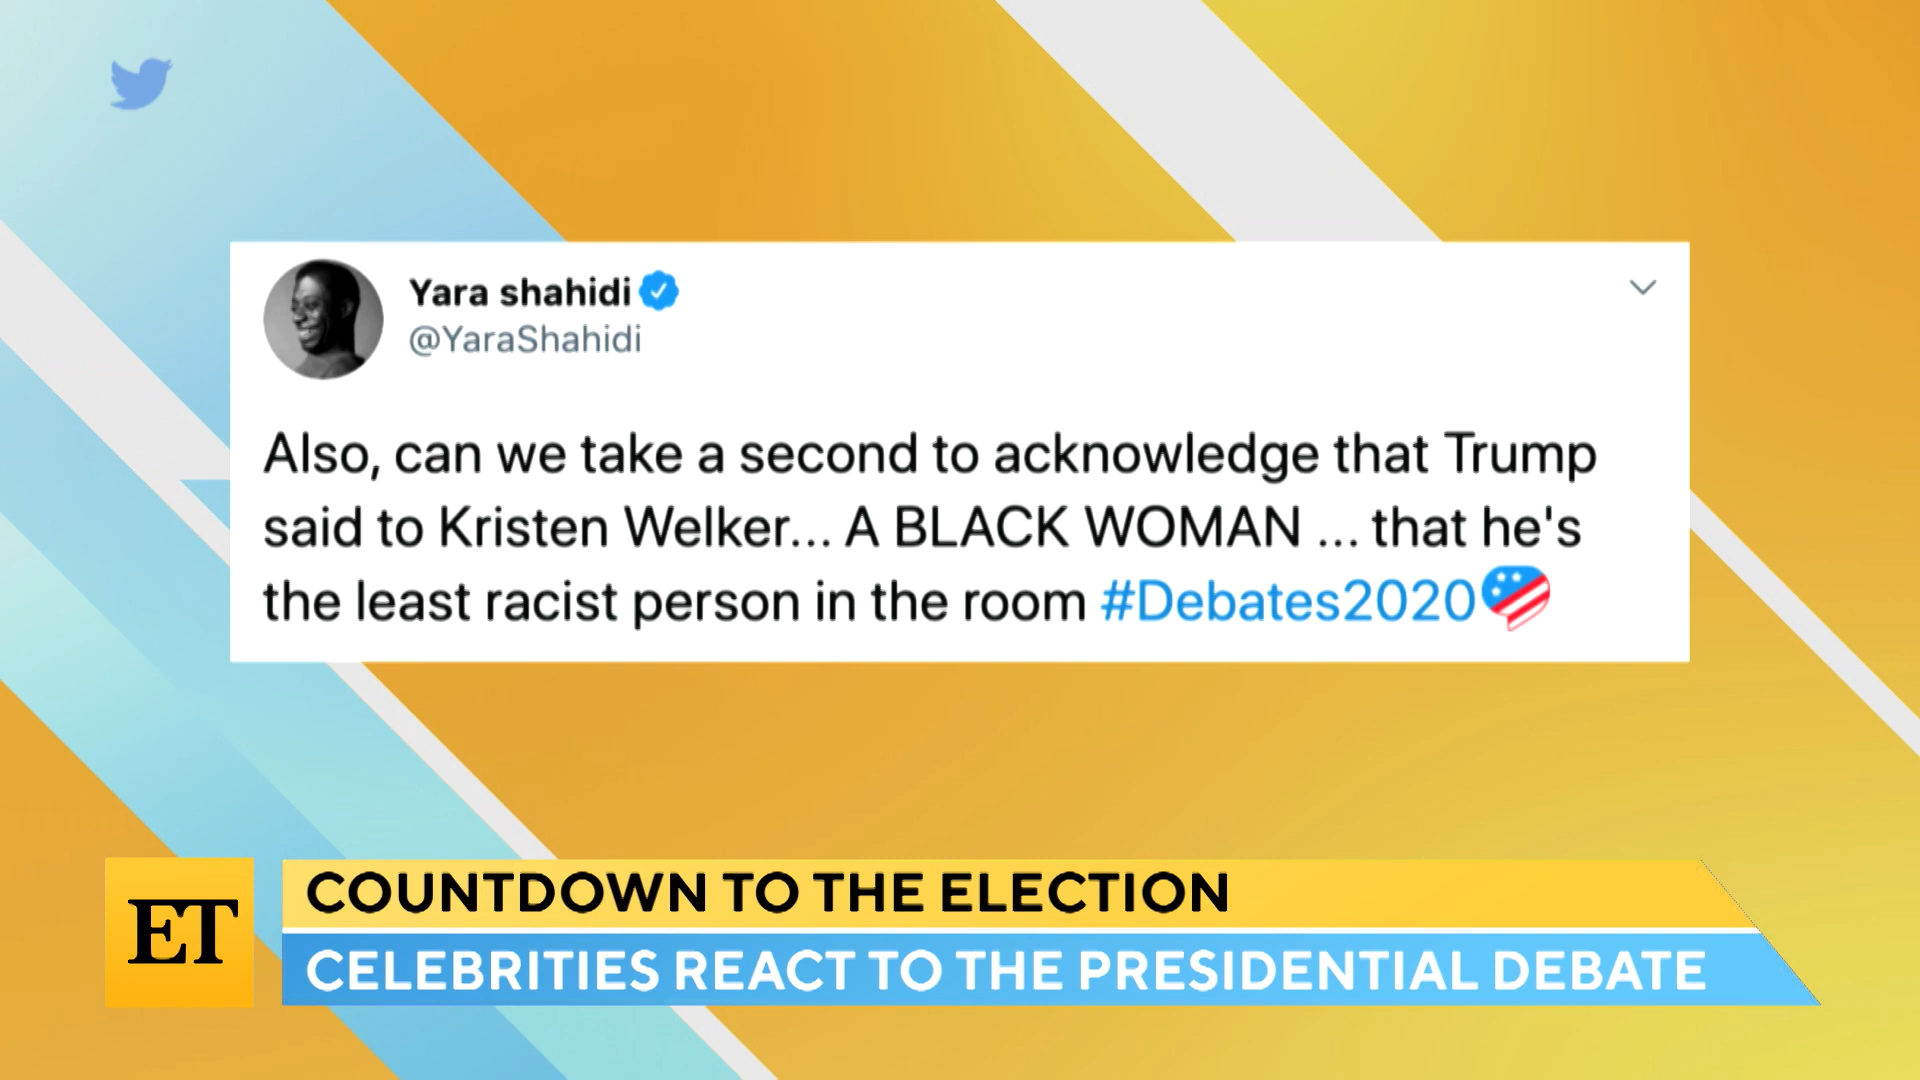 Yara shahidi
@YaraShahidi
Also, can we take a second to acknowledge that Trump
said to Kristen Welker... A BLACK WOMAN ... that he's
the least racist person in the room #Debates2020
ET
COUNTDOWN TO THE ELECTION
CELEBRITIES REACT TO THE PRESIDENTIAL DEBATE